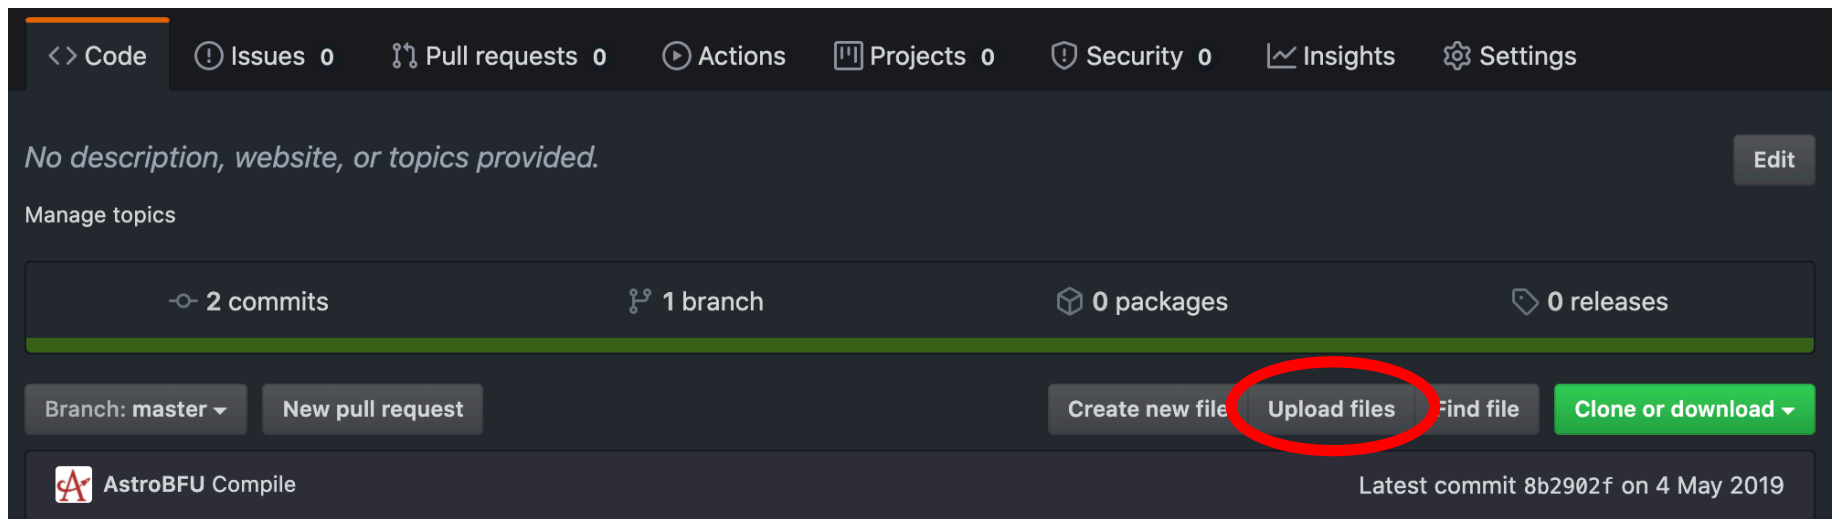 Code Issues 0 Pull requests 0 Actions Projects 0 Security 0 Insights Settings
No description, website, or topics provided. Edit
Manage topics
2 commits 1 branch 0 packages 0 releases
Branch: master New pull request Create new file Upload files Find file Clone or download
AstroBFU Compile Latest commit 8b2902f on 4 May 2019